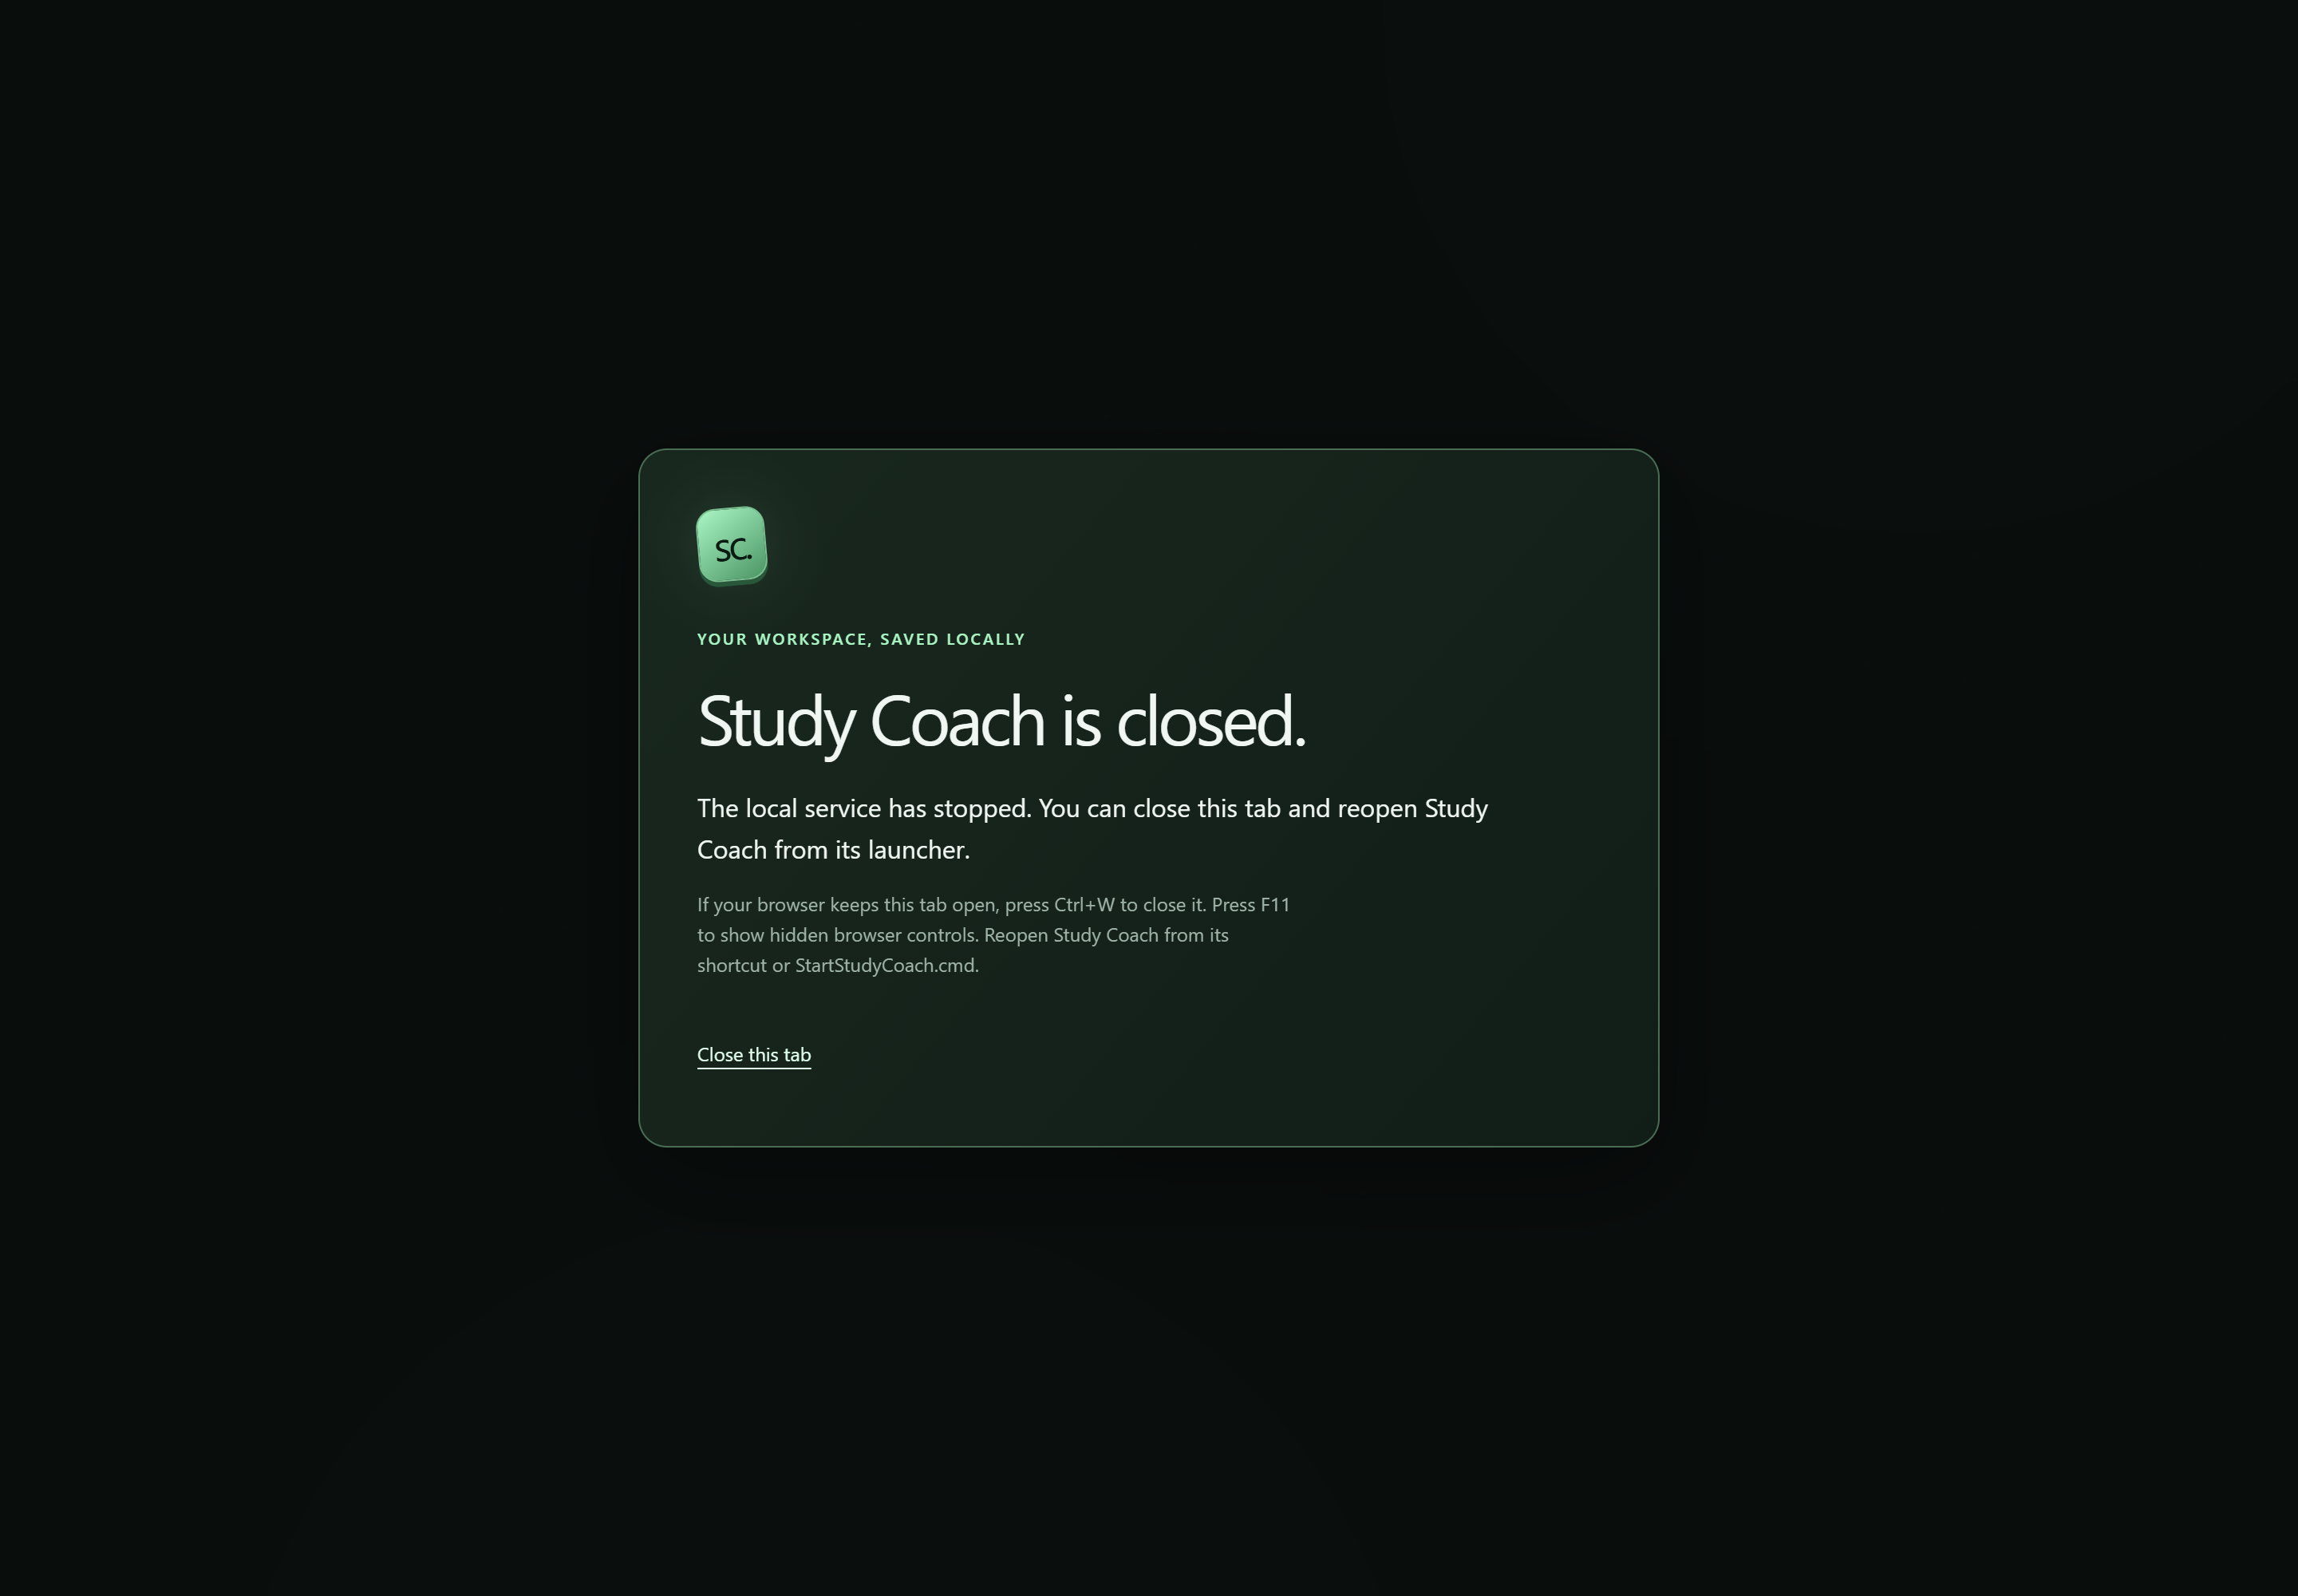 SC.
YOUR WORKSPACE, SAVED LOCALLY
Study Coach is closed.
The local service has stopped. You can close this tab and reopen Study
Coach from its launcher.
If your browser keeps this tab open, press Ctrl+W to close it. Press F11
to show hidden browser controls. Reopen Study Coach from its
shortcut or StartStudyCoach.cmd.
Close this tab